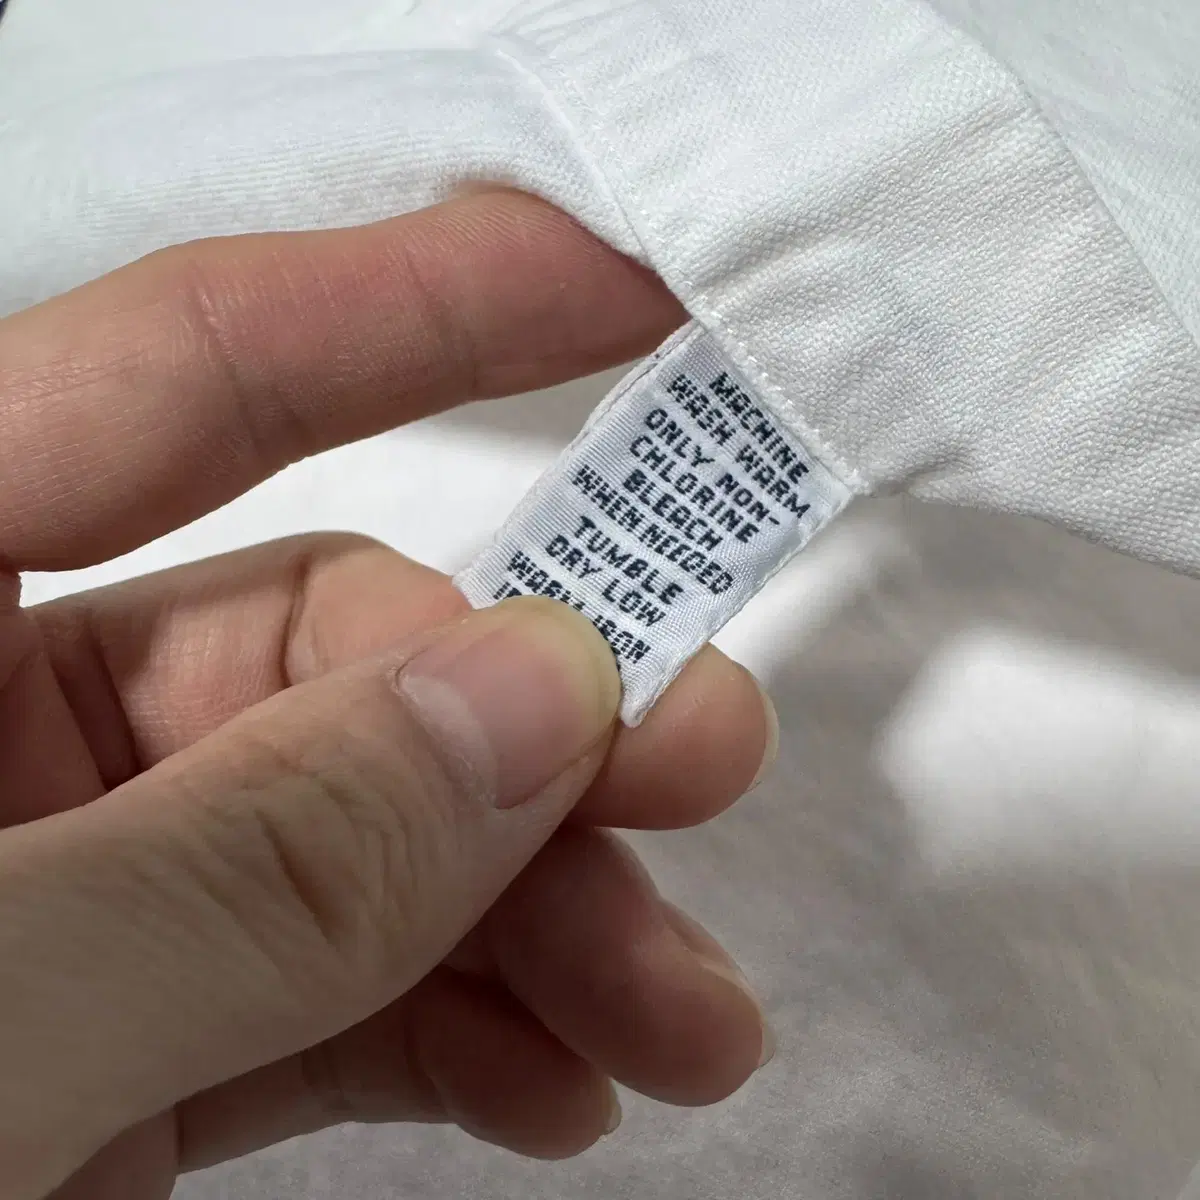 MACHINE
WASH WARM
ONLY NON-
CHLORINE
BLEACH
WHEN NEEDED
TUMBLE
DRY LOW
WARM IRON